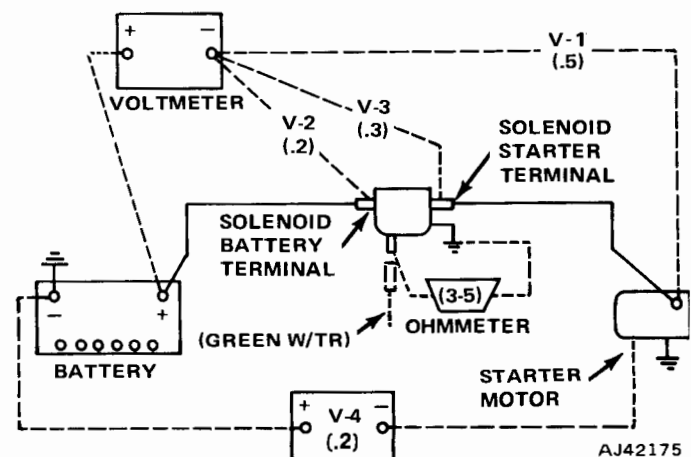 + −
VOLTMETER
V-1
(.5)
V-2
(.2)
V-3
(.3)
SOLENOID
STARTER
TERMINAL
SOLENOID
BATTERY
TERMINAL
− +
BATTERY
(GREEN W/TR)
(3-5)
OHMMETER
STARTER
MOTOR
+ −
V-4
(.2)
AJ42175